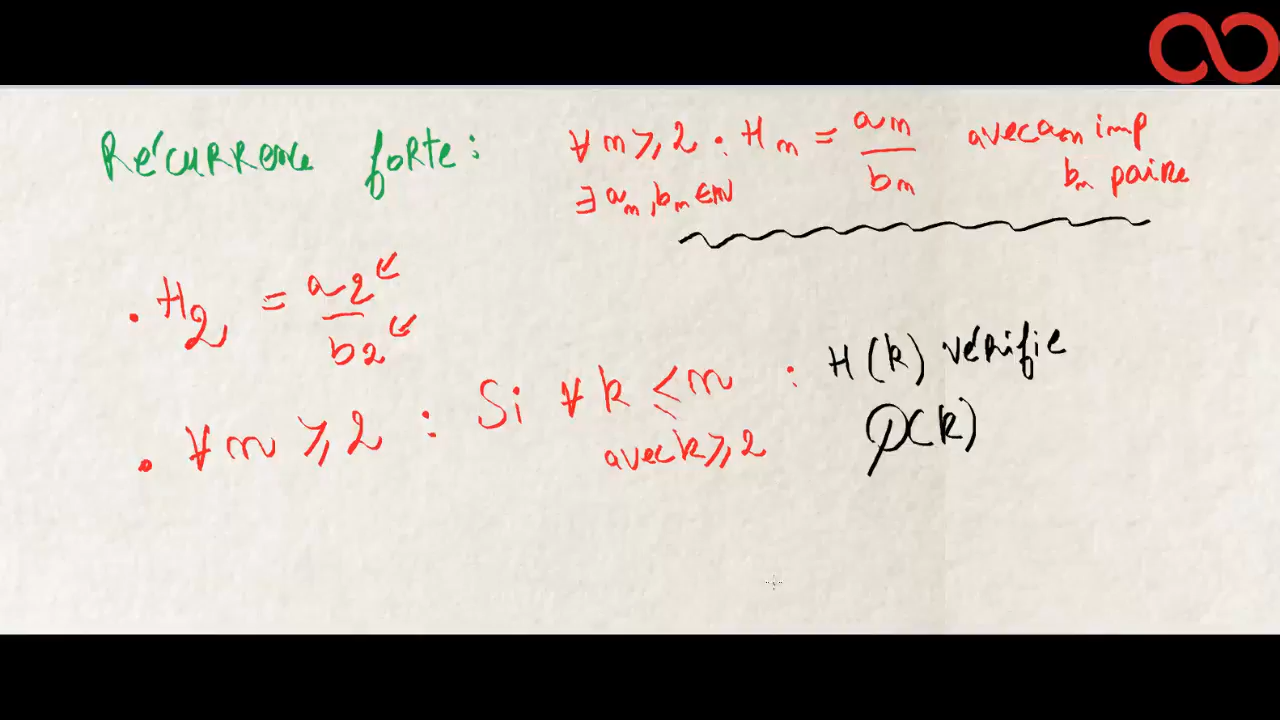 Récurrence forte :
∀ n ≥ 2 : H_n = a_n / b_n avec a_n imp
∃ a_n, b_n ∈ ℕ b_n paire
• H_2 = a_2 / b_2
• ∀ n ≥ 2 : Si ∀ k ≤ n : H(k) vérifie
avec k ≥ 2 P(k)